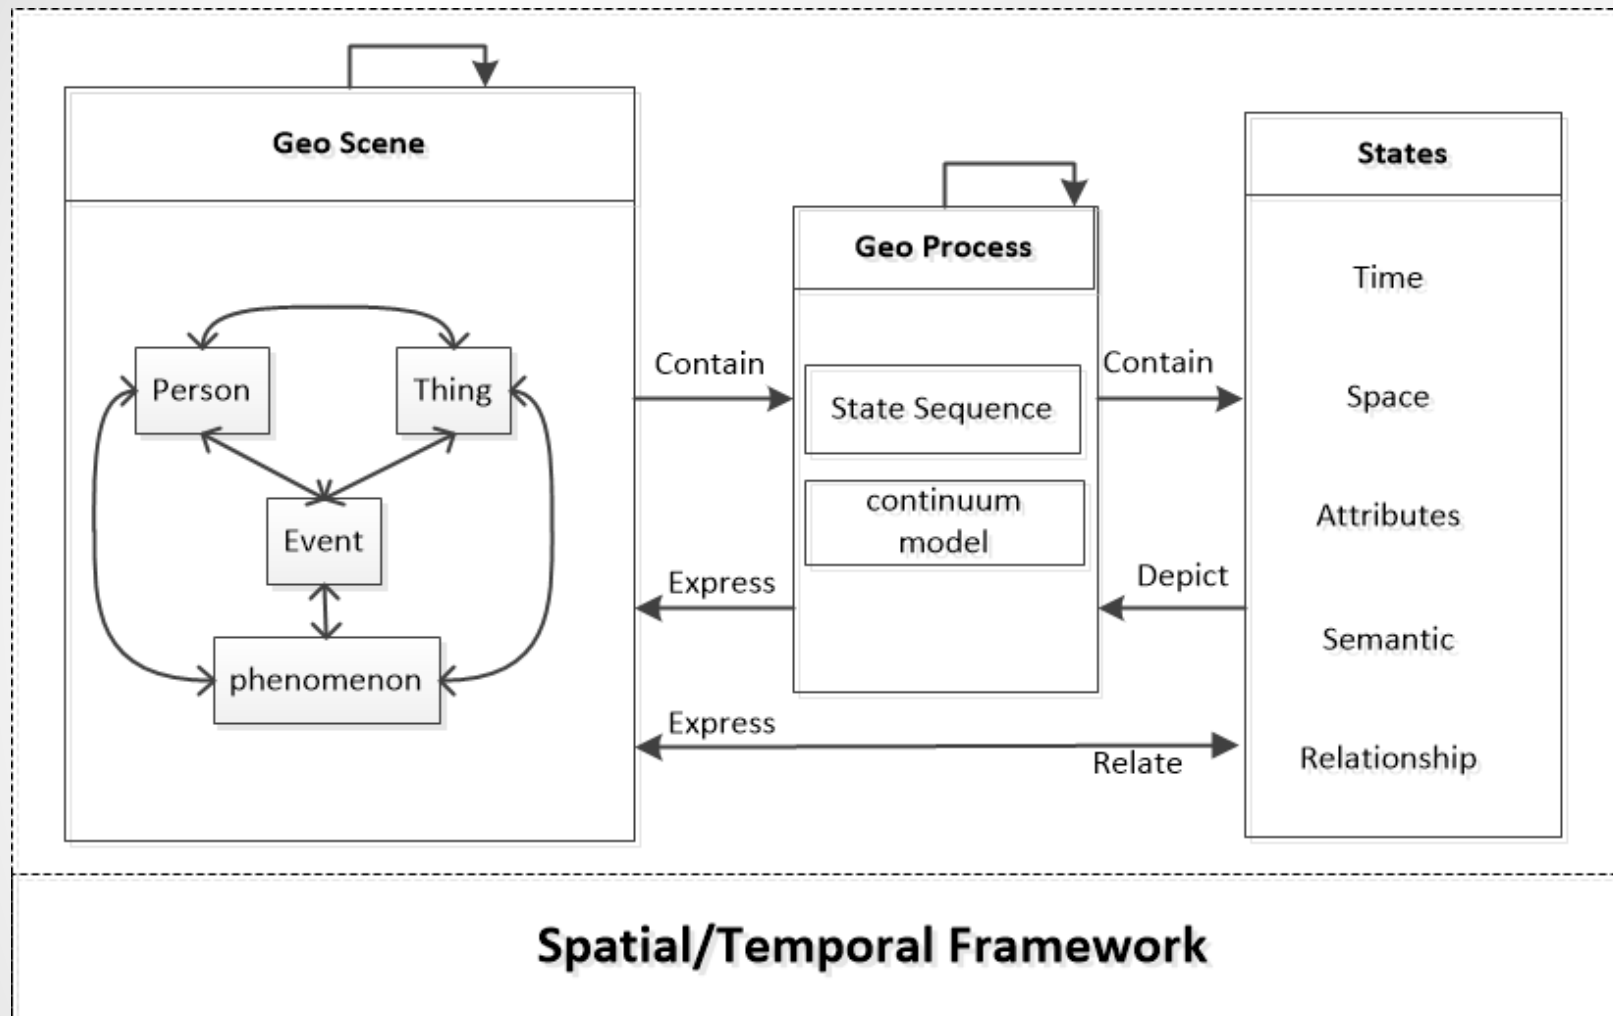 Geo Scene
Person
Thing
Event
phenomenon
Contain
Express
Express
Geo Process
State Sequence
continuum
model
Contain
Depict
Relate
States
Time
Space
Attributes
Semantic
Relationship
Spatial/Temporal Framework